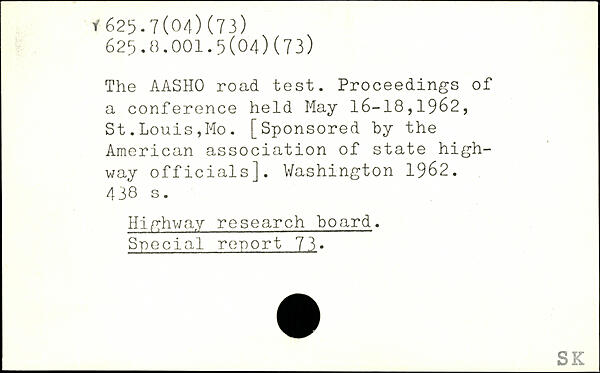 625.7(04)(73)
625.8.001.5(04)(73)
The AASHO road test. Proceedings of
a conference held May 16-18,1962,
St.Louis,Mo. [Sponsored by the
American association of state high-
way officials]. Washington 1962.
438 s.
Highway research board.
Special report 73.
SK